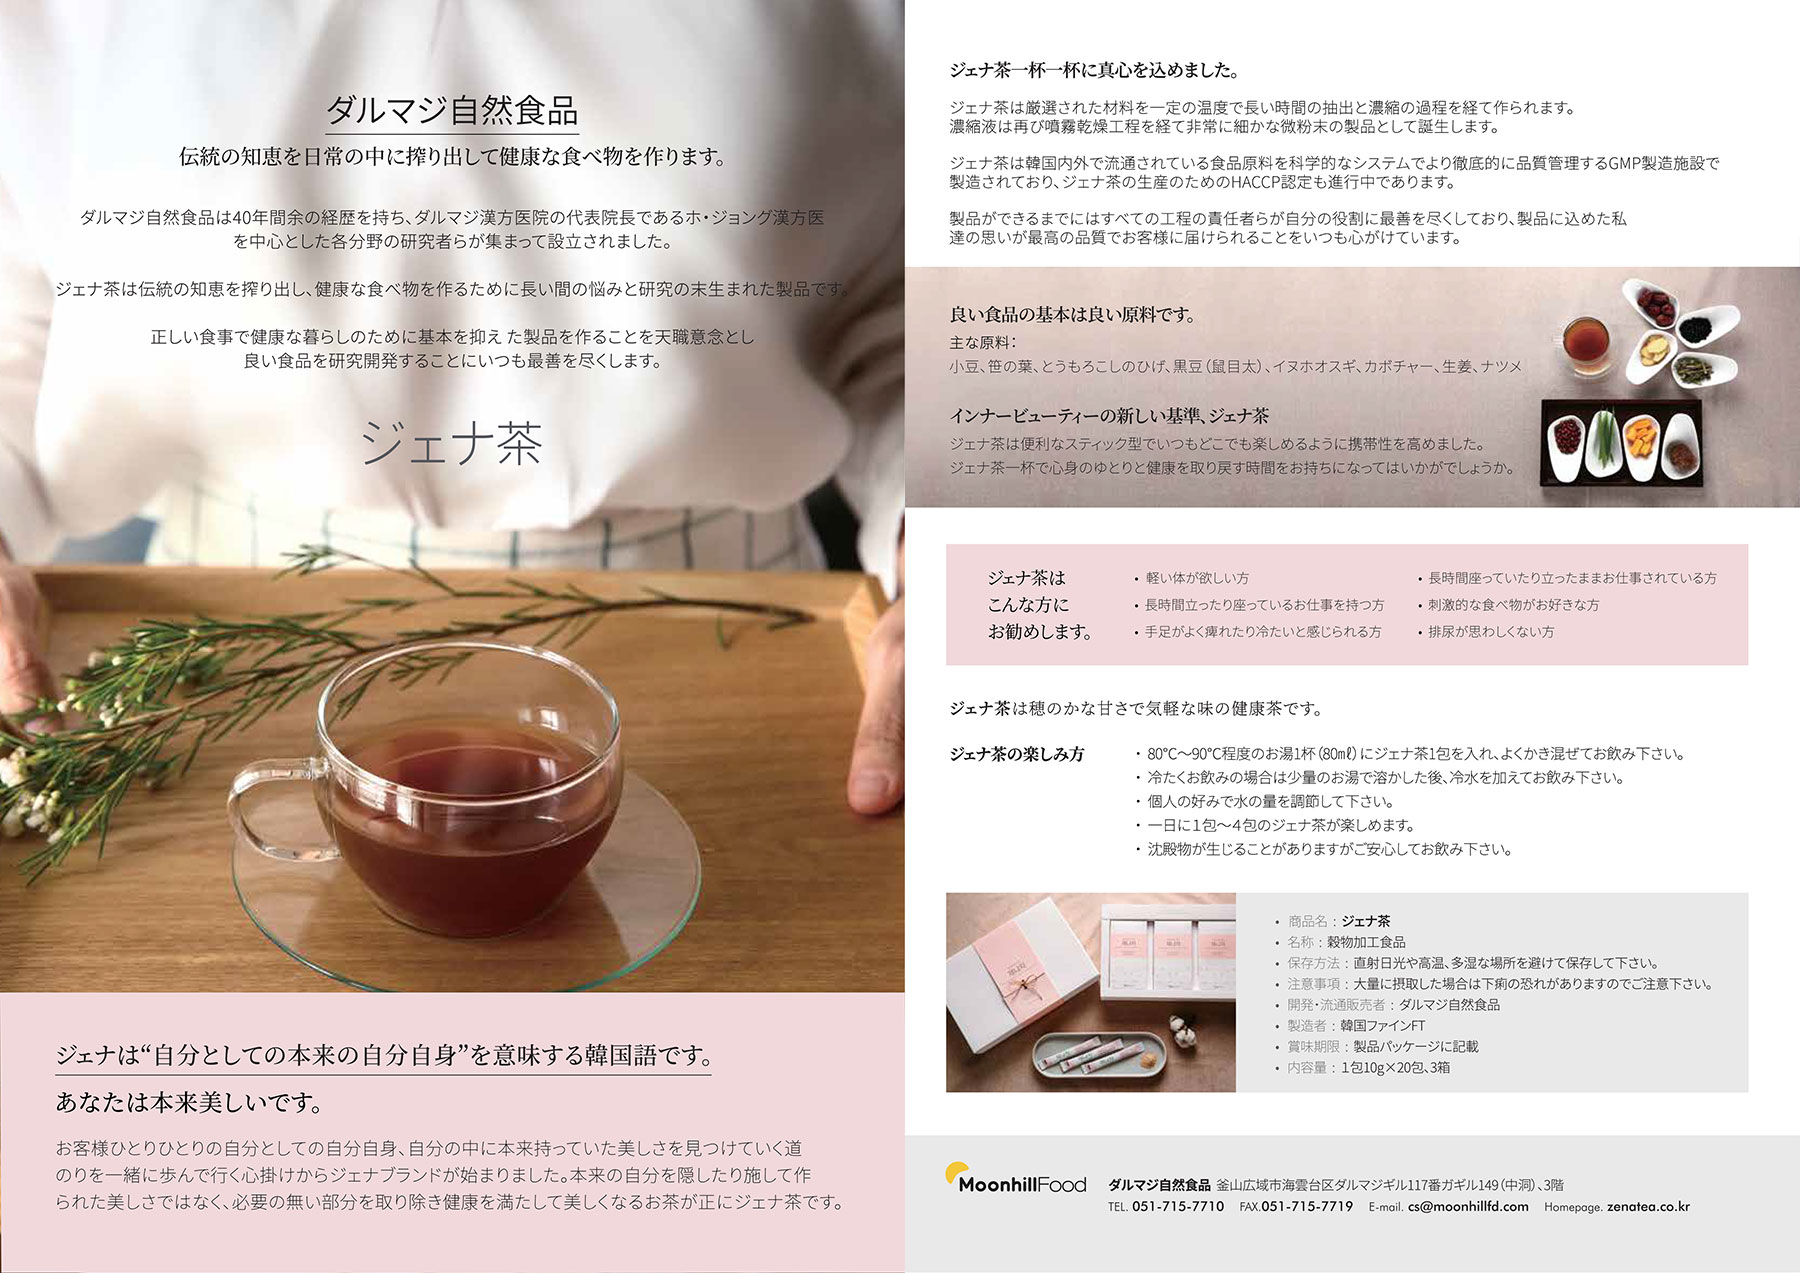 ダルマジ自然食品
伝統の知恵を日常の中に搾り出して健康な食べ物を作ります。
ダルマジ自然食品は40年間余の経歴を持ち、ダルマジ漢方医院の代表院長であるホ・ジョング漢方医
を中心とした各分野の研究者らが集まって設立されました。
ジェナ茶は伝統の知恵を搾り出し、健康な食べ物を作るために長い間の悩みと研究の末生まれた製品です。
正しい食事で健康な暮らしのために基本を抑え た製品を作ることを天職意念とし
良い食品を研究開発することにいつも最善を尽くします。
ジェナ茶
ジェナは“自分としての本来の自分自身”を意味する韓国語です。
あなたは本来美しいです。
お客様ひとりひとりの自分としての自分自身、自分の中に本来持っていた美しさを見つけていく道
のりを一緒に歩んで行く心掛けからジェナブランドが始まりました。本来の自分を隠したり施して作
られた美しさではなく、必要の無い部分を取り除き健康を満たして美しくなるお茶が正にジェナ茶です。
ジェナ茶一杯一杯に真心を込めました。
ジェナ茶は厳選された材料を一定の温度で長い時間の抽出と濃縮の過程を経て作られます。
濃縮液は再び噴霧乾燥工程を経て非常に細かな微粉末の製品として誕生します。
ジェナ茶は韓国内外で流通されている食品原料を科学的なシステムでより徹底的に品質管理するGMP製造施設で
製造されており、ジェナ茶の生産のためのHACCP認定も進行中であります。
製品ができるまでにはすべての工程の責任者らが自分の役割に最善を尽くしており、製品に込めた私
達の思いが最高の品質でお客様に届けられることをいつも心がけています。
良い食品の基本は良い原料です。
主な原料：
小豆、笹の葉、とうもろこしのひげ、黒豆（鼠目太）、イヌホオスギ、カボチャー、生姜、ナツメ
インナービューティーの新しい基準、ジェナ茶
ジェナ茶は便利なスティック型でいつもどこでも楽しめるように携帯性を高めました。
ジェナ茶一杯で心身のゆとりと健康を取り戻す時間をお持ちになってはいかがでしょうか。
ジェナ茶は
こんな方に
お勧めします。
• 軽い体が欲しい方
• 長時間立ったり座っているお仕事を持つ方
• 手足がよく痺れたり冷たいと感じられる方
• 長時間座っていたり立ったままお仕事されている方
• 刺激的な食べ物がお好きな方
• 排尿が思わしくない方
ジェナ茶は穂のかな甘さで気軽な味の健康茶です。
ジェナ茶の楽しみ方
・ 80℃～90℃程度のお湯1杯（80㎖）にジェナ茶1包を入れ、よくかき混ぜてお飲み下さい。
・ 冷たくお飲みの場合は少量のお湯で溶かした後、冷水を加えてお飲み下さい。
・ 個人の好みで水の量を調節して下さい。
・ 一日に１包～４包のジェナ茶が楽しめます。
・ 沈殿物が生じることがありますがご安心してお飲み下さい。
• 商品名：ジェナ茶
• 名称：穀物加工食品
• 保存方法：直射日光や高温、多湿な場所を避けて保存して下さい。
• 注意事項：大量に摂取した場合は下痢の恐れがありますのでご注意下さい。
• 開発・流通販売者：ダルマジ自然食品
• 製造者：韓国ファインFT
• 賞味期限：製品パッケージに記載
• 内容量：１包10g×20包、3箱
MoonhillFood
ダルマジ自然食品 釜山広域市海雲台区ダルマジギル117番ガギル149（中洞）、3階
TEL. 051-715-7710 FAX.051-715-7719 E-mail. cs@moonhillfd.com Homepage. zenatea.co.kr